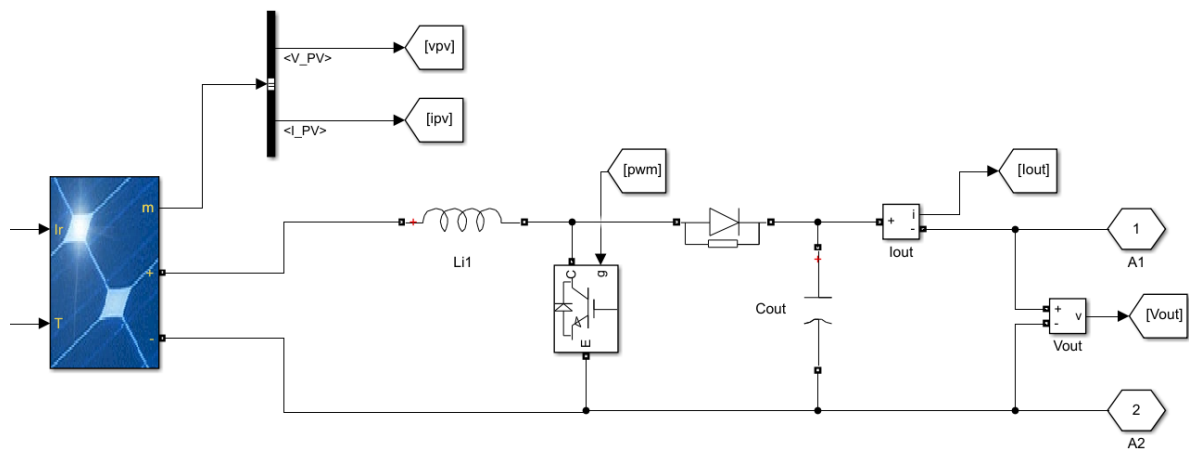 [vpv]
<V_PV>
[ipv]
<I_PV>
m
Ir
+
T
-
+
Li1
[pwm]
C
g
E
+
Cout
+
i
-
Iout
[Iout]
1
A1
+
-
v
Vout
[Vout]
2
A2